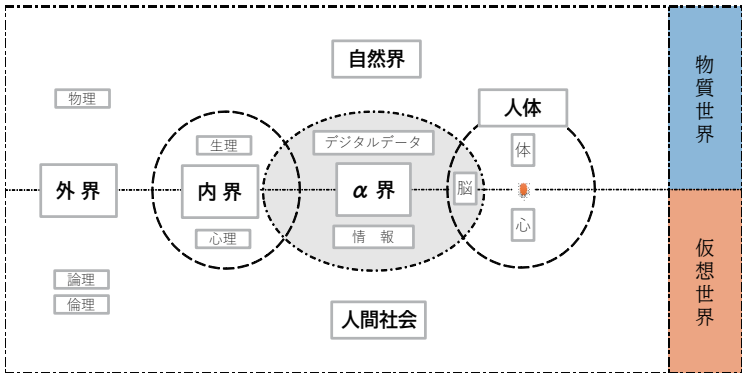 自然界
物理
人体
生理
デジタルデータ
体
外界
内界
α界
脳
心理
情報
心
論理
倫理
人間社会
物質世界
仮想世界